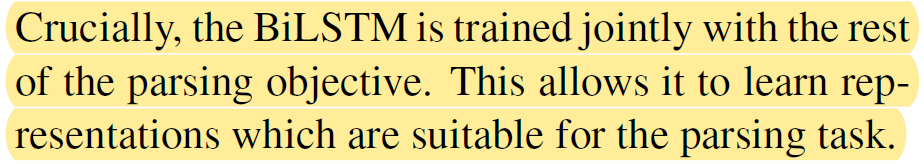 Crucially, the BiLSTM is trained jointly with the rest
of the parsing objective. This allows it to learn rep-
resentations which are suitable for the parsing task.